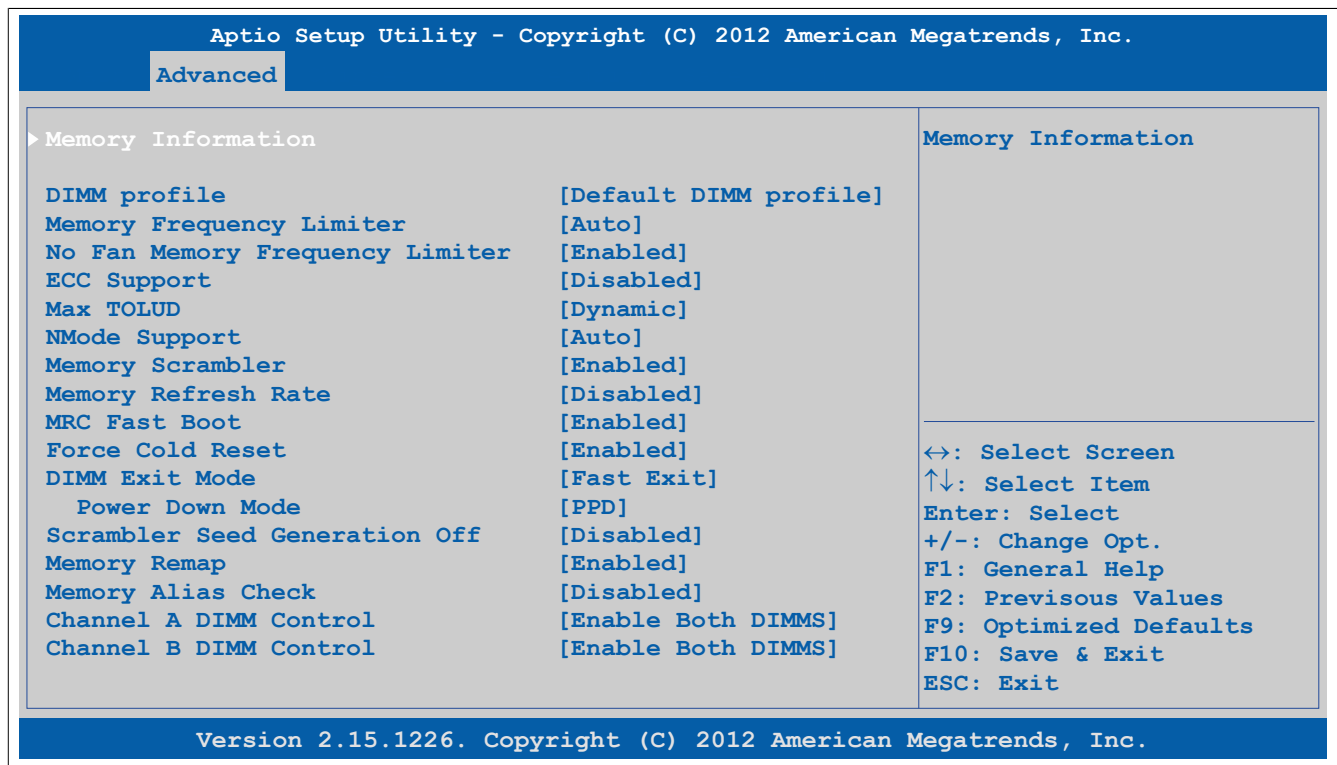 Aptio Setup Utility - Copyright (C) 2012 American Megatrends, Inc.
Advanced
Memory Information
DIMM profile [Default DIMM profile]
Memory Frequency Limiter [Auto]
No Fan Memory Frequency Limiter [Enabled]
ECC Support [Disabled]
Max TOLUD [Dynamic]
NMode Support [Auto]
Memory Scrambler [Enabled]
Memory Refresh Rate [Disabled]
MRC Fast Boot [Enabled]
Force Cold Reset [Enabled]
DIMM Exit Mode [Fast Exit]
Power Down Mode [PPD]
Scrambler Seed Generation Off [Disabled]
Memory Remap [Enabled]
Memory Alias Check [Disabled]
Channel A DIMM Control [Enable Both DIMMS]
Channel B DIMM Control [Enable Both DIMMS]
Memory Information
↔: Select Screen
↑↓: Select Item
Enter: Select
+/-: Change Opt.
F1: General Help
F2: Previsous Values
F9: Optimized Defaults
F10: Save & Exit
ESC: Exit
Version 2.15.1226. Copyright (C) 2012 American Megatrends, Inc.